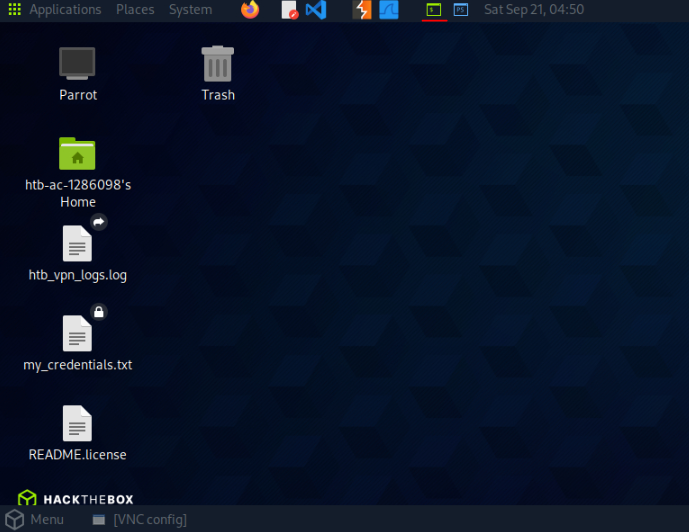 Applications Places System Sat Sep 21, 04:50
Parrot
Trash
htb-ac-1286098's
Home
htb_vpn_logs.log
my_credentials.txt
README.license
HACKTHEBOX
Menu [VNC config]